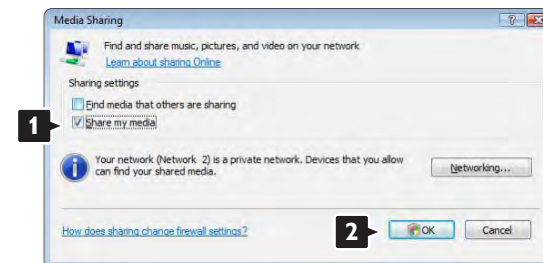 Media Sharing
Find and share music, pictures, and video on your network
Learn about sharing Online
Sharing settings
Find media that others are sharing
1
Share my media
Your network (Network 2) is a private network. Devices that you allow
can find your shared media.
Networking...
How does sharing change firewall settings?
2
OK
Cancel